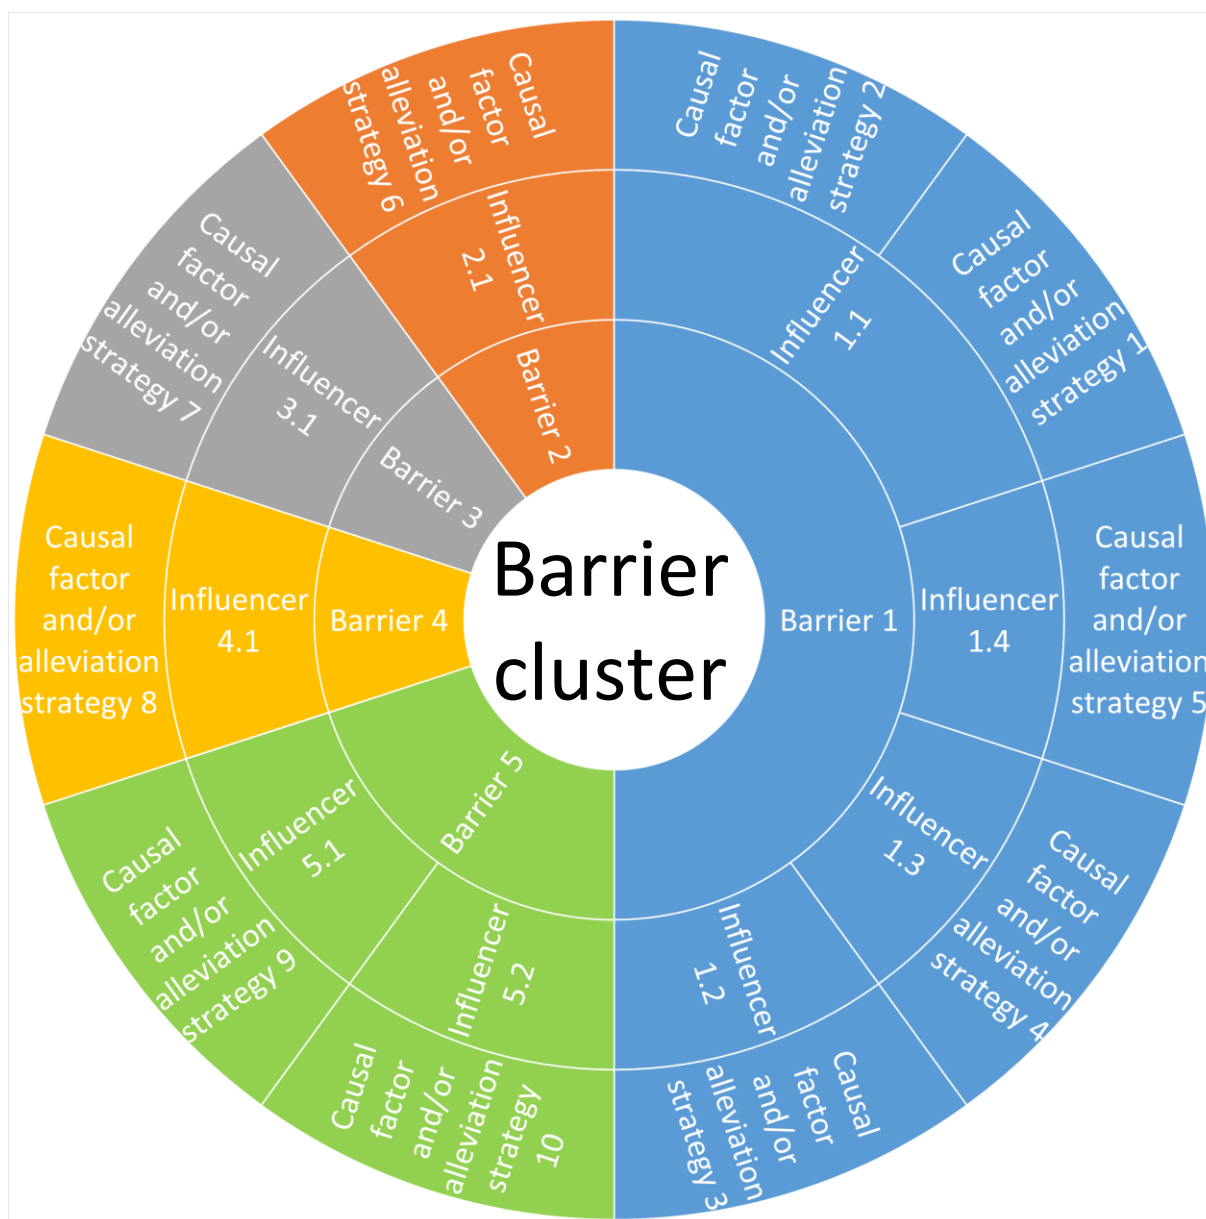 Barrier
cluster
Barrier 1
Influencer
1.1
Causal
factor
and/or
alleviation
strategy 2
Causal
factor
and/or
alleviation
strategy 1
Influencer
1.4
Causal
factor
and/or
alleviation
strategy 5
Influencer
1.3
Causal
factor
and/or
alleviation
strategy 4
Influencer
1.2
Causal
factor
and/or
alleviation
strategy 3
Barrier 5
Influencer
5.2
Causal
factor
and/or
alleviation
strategy
10
Influencer
5.1
Causal
factor
and/or
alleviation
strategy 9
Barrier 4
Influencer
4.1
Causal
factor
and/or
alleviation
strategy 8
Barrier 3
Influencer
3.1
Causal
factor
and/or
alleviation
strategy 7
Barrier 2
Influencer
2.1
Causal
factor
and/or
alleviation
strategy 6